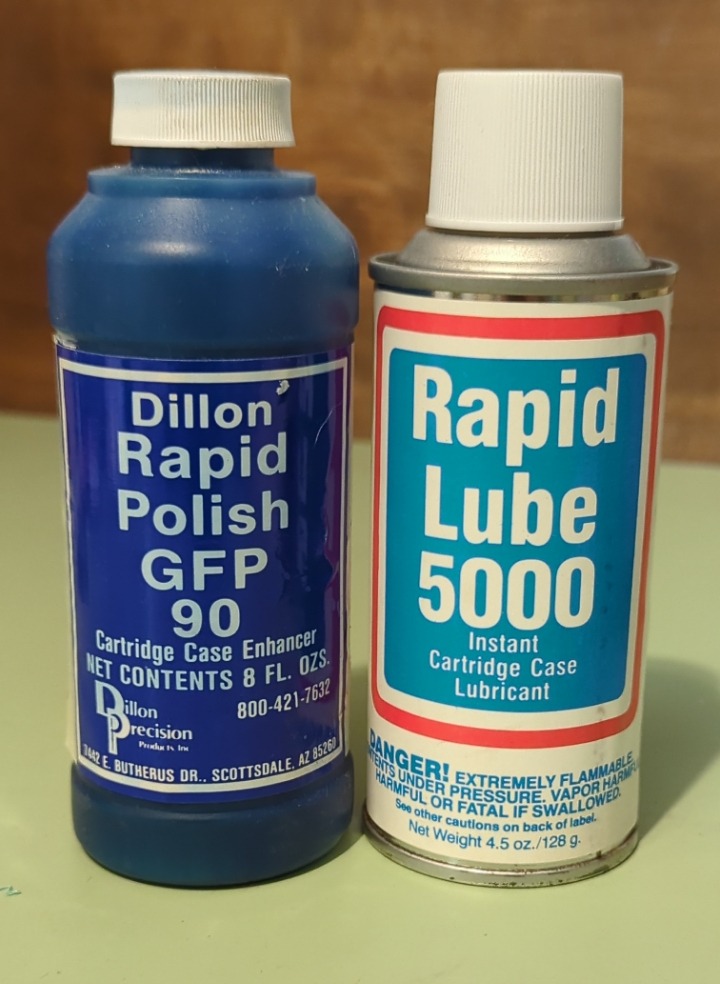 Dillon
Rapid
Polish
GFP
90
Cartridge Case Enhancer
NET CONTENTS 8 FL. OZS.
800-421-7632
Dillon
Precision
Products, Inc
7442 E. BUTHERUS DR., SCOTTSDALE, AZ 85260
Rapid
Lube
5000
Instant
Cartridge Case
Lubricant
DANGER! EXTREMELY FLAMMABLE.
UNDER PRESSURE. VAPOR
HARMFUL OR FATAL IF SWALLOWED.
See other cautions on back of label.
Net Weight 4.5 oz./128 g.